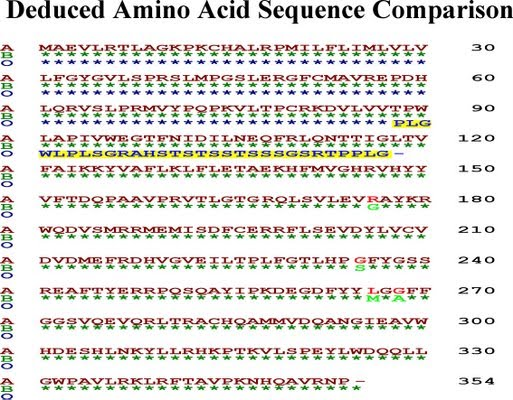 Deduced Amino Acid Sequence Comparison
A MAEVLRTLAGKPKCHALRPMILFLIMLVLV 30
B ******************************
O ******************************
A LFGYGVLSPRSLMPGSLERGFCMAVREPDH 60
B ******************************
O ******************************
A LQRVSLPRMVYPQPKVLTPCRKDVLVVTPW 90
B ******************************
O ***************************PLG
A LAPIVWEGTFNIDILNEQFRLQNTTIGLTV 120
B ******************************
O WLPLSGRAHSTSTSSTSSSGSRTPPLG –
A FAIKKYVAFLKLFLETAEKHFMVGHRVHYY 150
B ******************************
O
A VFTDQPAAVPRVTLGTGRQLSVLEVRAYKR 180
B *************************G****
O
A WQDVSMRRMEMISDFCERRFLSEVDYLVCV 210
B ******************************
O
A DVDMEFRDHVGVEILTPLFGTLHPGFYGSS 240
B ************************S*****
O
A REAFTYERRPQSQAYIPKDEGDFYYLGGFF 270
B *************************M*A**
O
A GGSVQEVQRLTRACHQAMMVDQANGIEAVW 300
B ******************************
O
A HDESHLNKYLLRHKPTKVLSPEYLWDQQLL 330
B ******************************
O
A GWPAVLRKLRFTAVPKNHQAVRNP – 354
B ************************
O